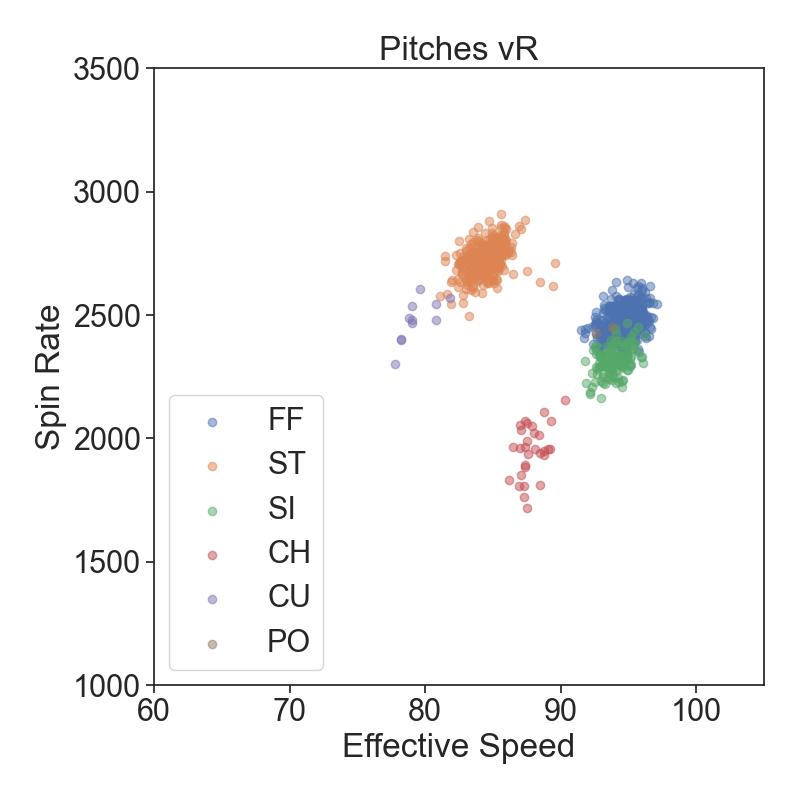 Pitches vR
3500
3000
2500
2000
1500
1000
Spin Rate
FF
ST
SI
CH
CU
PO
60 70 80 90 100
Effective Speed